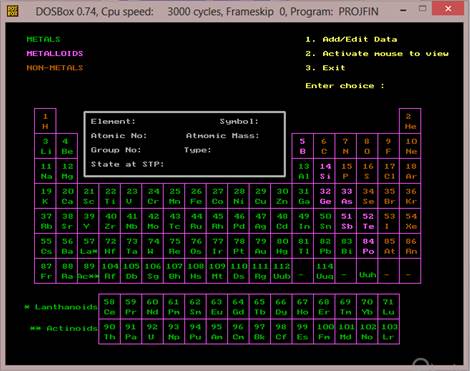 DOSBox 0.74, Cpu speed: 3000 cycles, Frameskip 0, Program: PROJFIN
METALS 1. Add/Edit Data
METALLOIDS 2. Activate mouse to view
NON-METALS 3. Exit
Enter choice :
1 2
H He
Element: Symbol:
Atomic No: Atmomic Mass:
Group No: Type:
State at STP:
3 4 5 6 7 8 9 10
Li Be B C N O F Ne
11 12 13 14 15 16 17 18
Na Mg Al Si P S Cl Ar
19 20 21 22 23 24 25 26 27 28 29 30 31 32 33 34 35 36
K Ca Sc Ti V Cr Mn Fe Co Ni Cu Zn Ga Ge As Se Br Kr
37 38 39 40 41 42 43 44 45 46 47 48 49 50 51 52 53 54
Rb Sr Y Zr Nb Mo Tc Ru Rh Pd Ag Cd In Sn Sb Te I Xe
55 56 57 72 73 74 75 76 77 78 79 80 81 82 83 84 85 86
Cs Ba La* Hf Ta W Re Os Ir Pt Au Hg Tl Pb Bi Po At Rn
87 88 89 104 105 106 107 108 109 110 111 112 114
Fr Ra Ac** Rf Db Sg Bh Hs Mt Ds Rg Uub - Uuq - Uuh - -
58 59 60 61 62 63 64 65 66 67 68 69 70 71
* Lanthanoids Ce Pr Nd Pm Sm Eu Gd Tb Dy Ho Er Tm Yb Lu
90 91 92 93 94 95 96 97 98 99 100 101 102 103
** Actinoids Th Pa U Np Pu Am Cm Bk Cf Es Fm Md No Lr